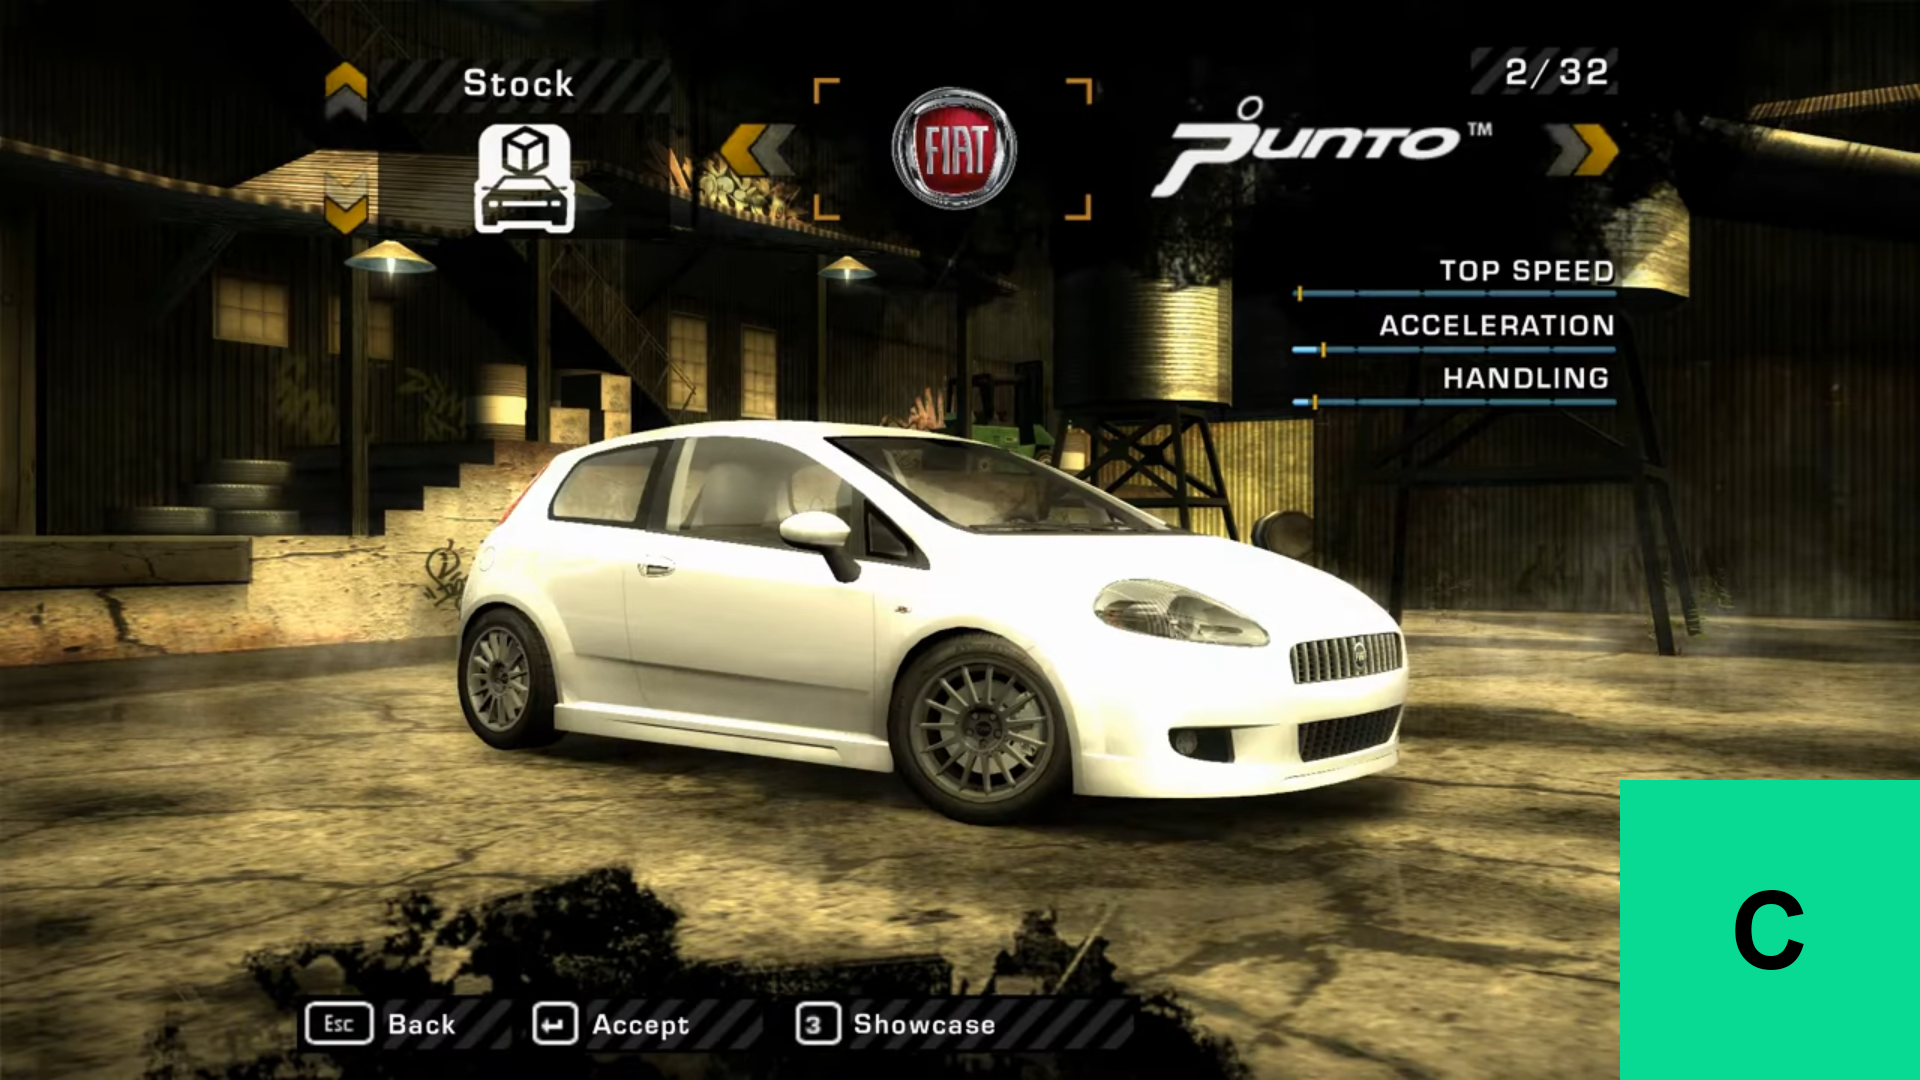 Stock
FIAT
PUNTO™
2/32
TOP SPEED
ACCELERATION
HANDLING
Esc Back
Accept
3 Showcase
C